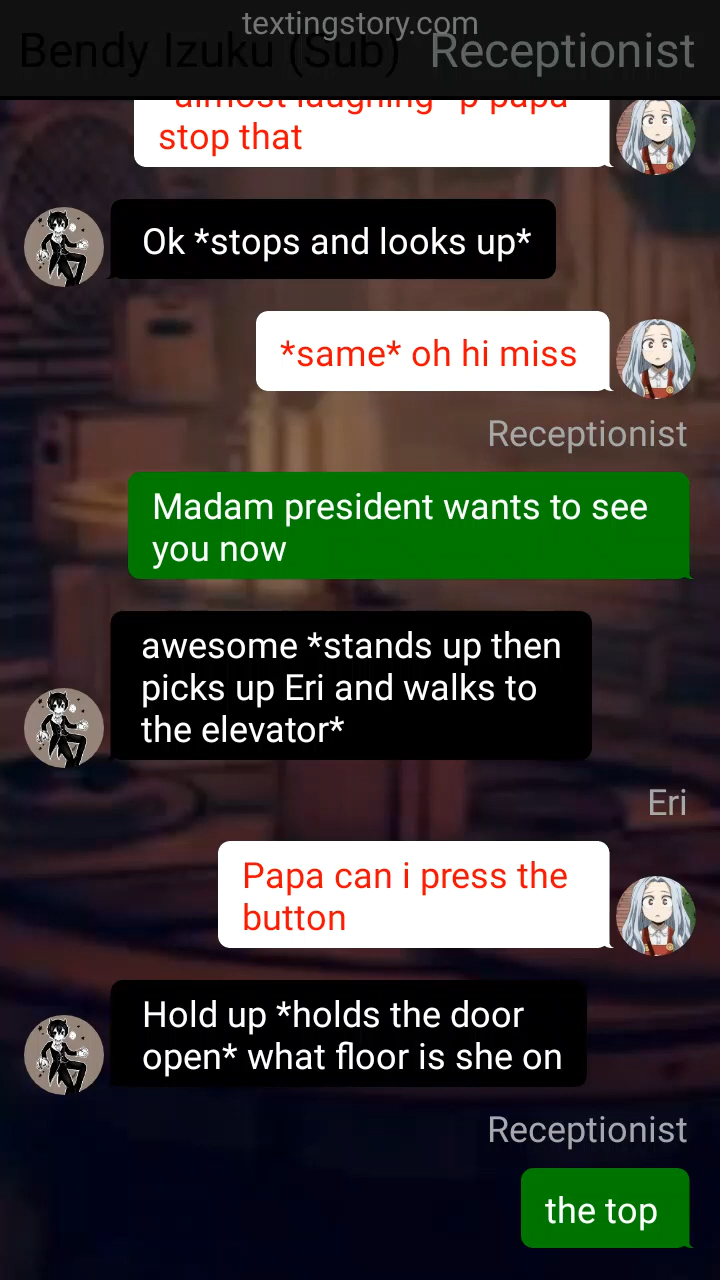 textingstory.com
Bendy Izuku (Sub) Receptionist
*almost laughing* p papa
stop that
Ok *stops and looks up*
*same* oh hi miss
Receptionist
Madam president wants to see
you now
awesome *stands up then
picks up Eri and walks to
the elevator*
Eri
Papa can i press the
button
Hold up *holds the door
open* what floor is she on
Receptionist
the top